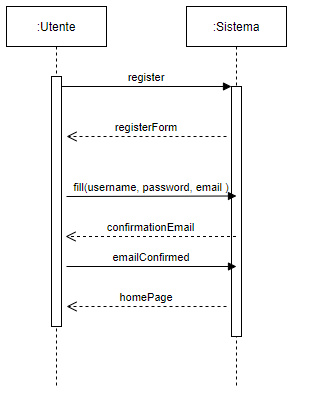 :Utente
:Sistema
register
registerForm
fill(username, password, email )
confirmationEmail
emailConfirmed
homePage